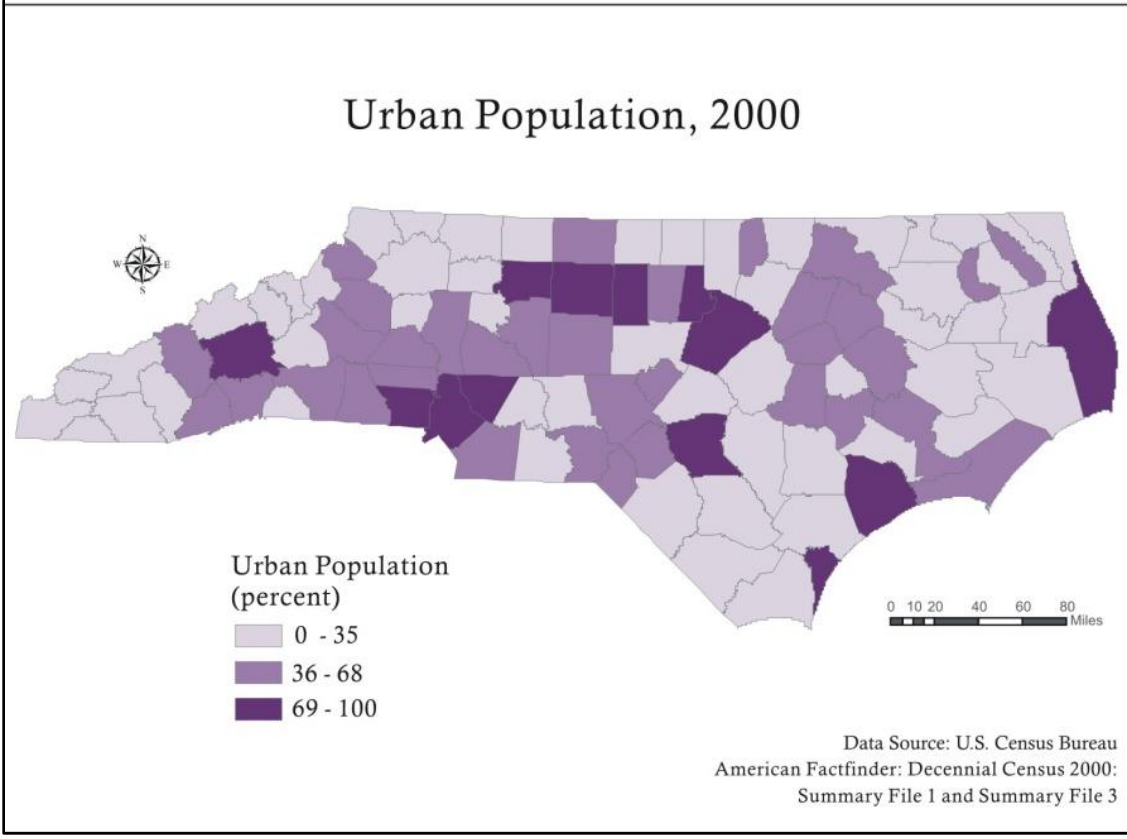 Urban Population, 2000
N
W E
S
Urban Population
(percent)
0 - 35
36 - 68
69 - 100
0 10 20 40 60 80
Miles
Data Source: U.S. Census Bureau
American Factfinder: Decennial Census 2000:
Summary File 1 and Summary File 3